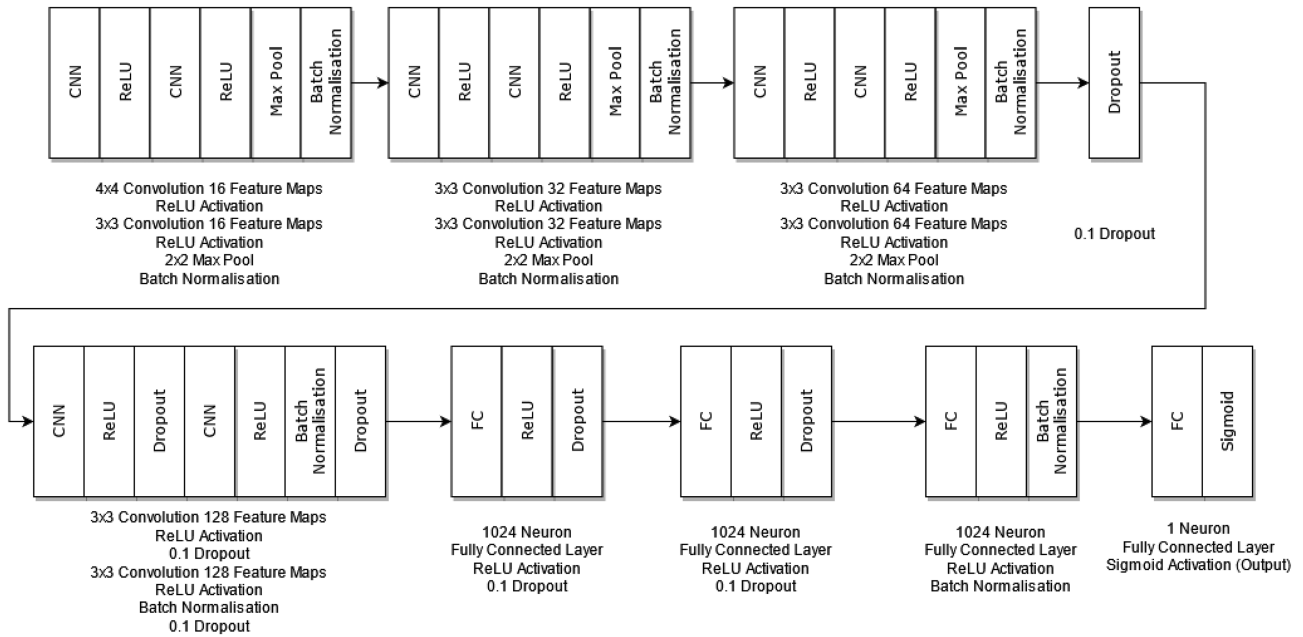 CNN
ReLU
CNN
ReLU
Max Pool
Batch
Normalisation
CNN
ReLU
CNN
ReLU
Max Pool
Batch
Normalisation
CNN
ReLU
CNN
ReLU
Max Pool
Batch
Normalisation
Dropout
4x4 Convolution 16 Feature Maps
ReLU Activation
3x3 Convolution 16 Feature Maps
ReLU Activation
2x2 Max Pool
Batch Normalisation
3x3 Convolution 32 Feature Maps
ReLU Activation
3x3 Convolution 32 Feature Maps
ReLU Activation
2x2 Max Pool
Batch Normalisation
3x3 Convolution 64 Feature Maps
ReLU Activation
3x3 Convolution 64 Feature Maps
ReLU Activation
2x2 Max Pool
Batch Normalisation
0.1 Dropout
CNN
ReLU
Dropout
CNN
ReLU
Batch
Normalisation
Dropout
FC
ReLU
Dropout
FC
ReLU
Dropout
FC
ReLU
Batch
Normalisation
FC
Sigmoid
3x3 Convolution 128 Feature Maps
ReLU Activation
0.1 Dropout
3x3 Convolution 128 Feature Maps
ReLU Activation
Batch Normalisation
0.1 Dropout
1024 Neuron
Fully Connected Layer
ReLU Activation
0.1 Dropout
1024 Neuron
Fully Connected Layer
ReLU Activation
0.1 Dropout
1024 Neuron
Fully Connected Layer
ReLU Activation
Batch Normalisation
1 Neuron
Fully Connected Layer
Sigmoid Activation (Output)